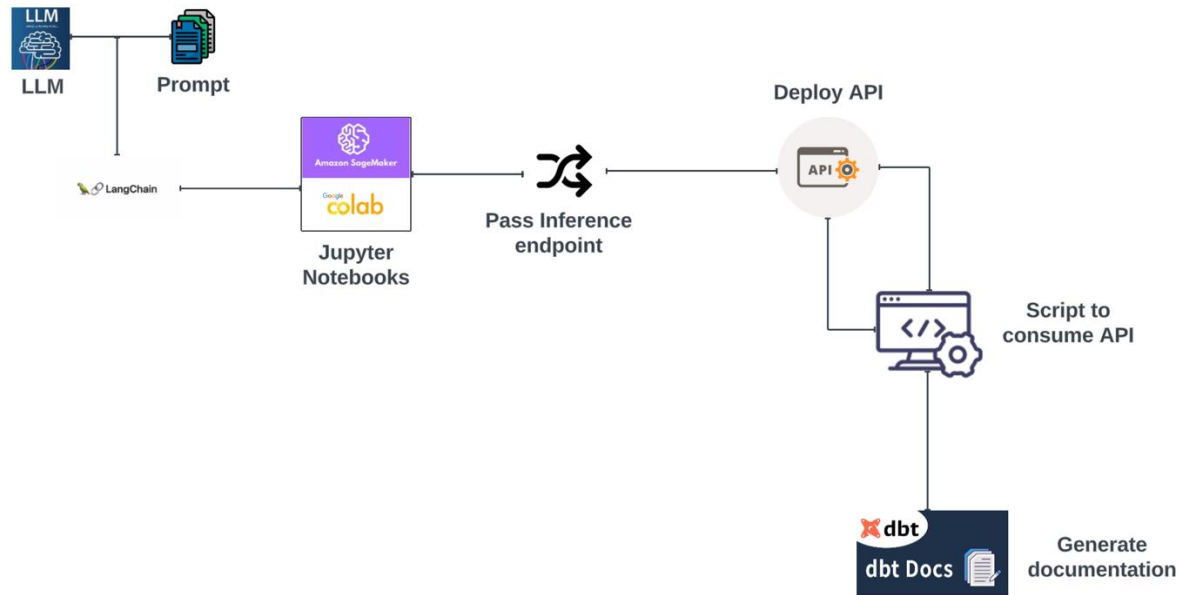 LLM
LLM
Prompt
LangChain
Amazon SageMaker
Google
colab
Jupyter
Notebooks
Pass Inference
endpoint
Deploy API
API
</>
Script to
consume API
dbt
dbt Docs
Generate
documentation